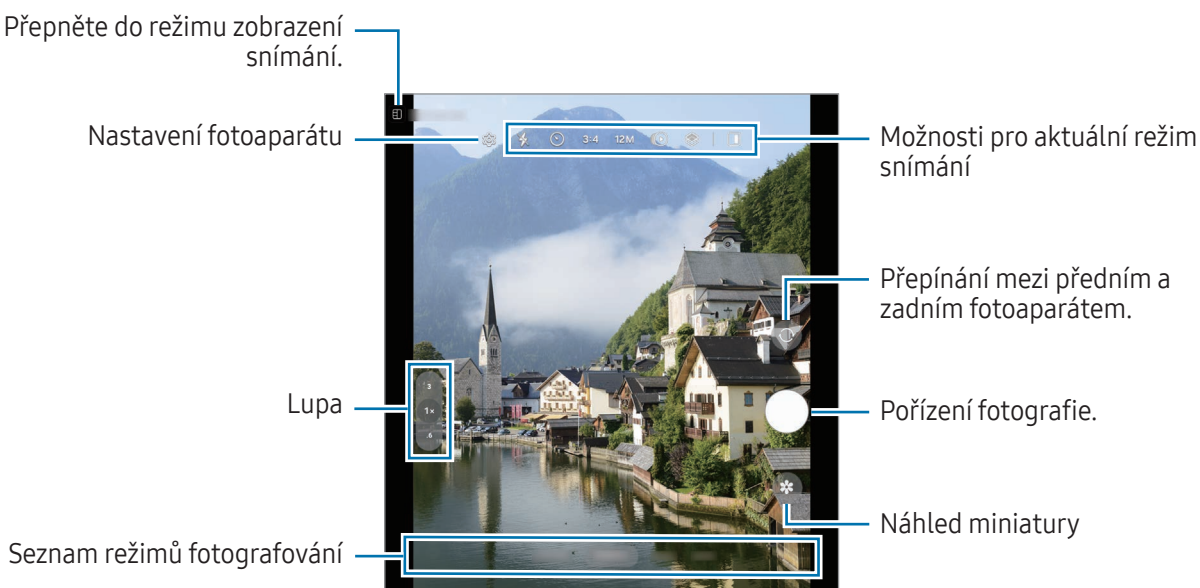 Přepněte do režimu zobrazení
snímání.
Nastavení fotoaparátu
3:4
12M
Možnosti pro aktuální režim
snímání
Přepínání mezi předním a
zadním fotoaparátem.
3
1×
.6
Lupa
Pořízení fotografie.
Náhled miniatury
Seznam režimů fotografování